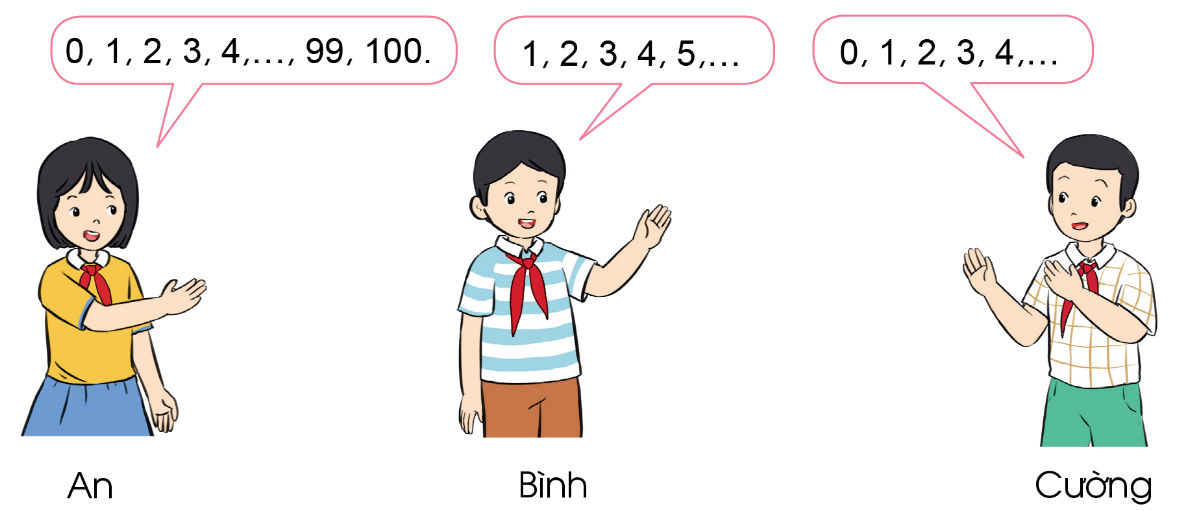 0, 1, 2, 3, 4,..., 99, 100.
1, 2, 3, 4, 5,...
0, 1, 2, 3, 4,...
An
Bình
Cường